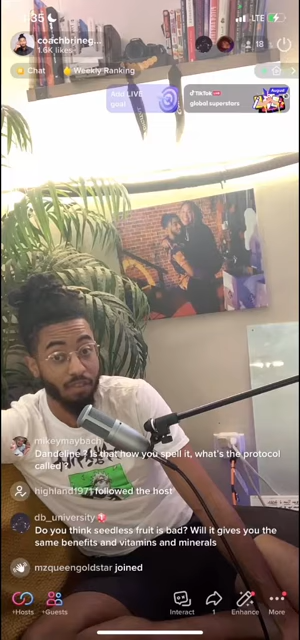 :35
LTE
coachbrineg...
1.6K likes
18
Chat
Weekly Ranking
Add LIVE
goal
TikTok LIVE
global superstars
August
mikeymaybach
Dandeline ? Is that how you spell it, what's the protocol
called ?
highland1971 followed the host
db_university
Do you think seedless fruit is bad? Will it gives you the
same benefits and vitamins and minerals
mzqueengoldstar joined
+Hosts
+Guests
Interact
1
Enhance
More